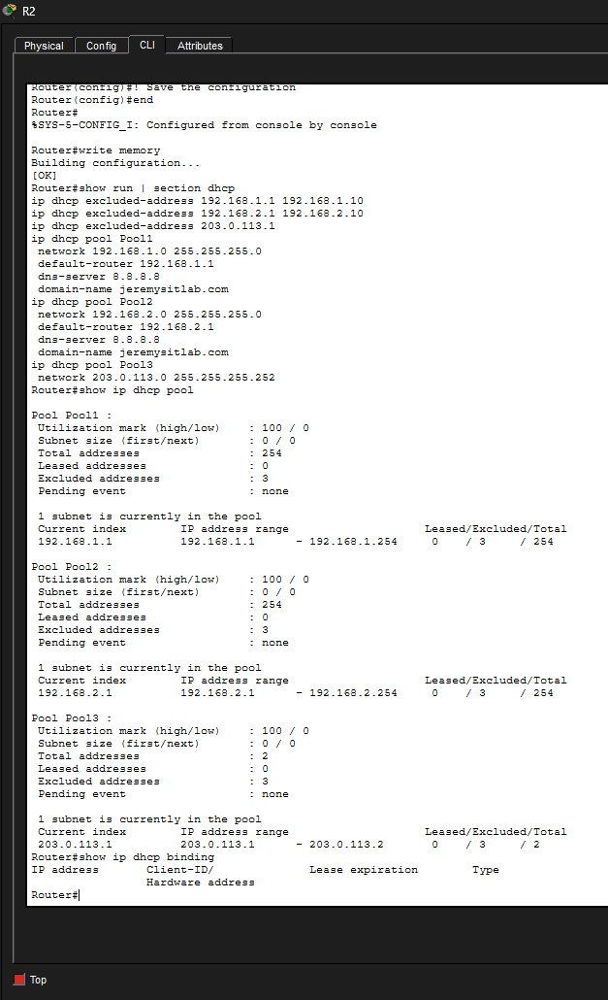 R2
Physical Config CLI Attributes
Router(config)#! Save the configuration
Router(config)#end
Router#
%SYS-5-CONFIG_I: Configured from console by console
Router#write memory
Building configuration...
[OK]
Router#show run | section dhcp
ip dhcp excluded-address 192.168.1.1 192.168.1.10
ip dhcp excluded-address 192.168.2.1 192.168.2.10
ip dhcp excluded-address 203.0.113.1
ip dhcp pool Pool1
network 192.168.1.0 255.255.255.0
default-router 192.168.1.1
dns-server 8.8.8.8
domain-name jeremysitlab.com
ip dhcp pool Pool2
network 192.168.2.0 255.255.255.0
default-router 192.168.2.1
dns-server 8.8.8.8
domain-name jeremysitlab.com
ip dhcp pool Pool3
network 203.0.113.0 255.255.255.252
Router#show ip dhcp pool
Pool Pool1 :
Utilization mark (high/low) : 100 / 0
Subnet size (first/next) : 0 / 0
Total addresses : 254
Leased addresses : 0
Excluded addresses : 3
Pending event : none
1 subnet is currently in the pool
Current index IP address range Leased/Excluded/Total
192.168.1.1 192.168.1.1 - 192.168.1.254 0 / 3 / 254
Pool Pool2 :
Utilization mark (high/low) : 100 / 0
Subnet size (first/next) : 0 / 0
Total addresses : 254
Leased addresses : 0
Excluded addresses : 3
Pending event : none
1 subnet is currently in the pool
Current index IP address range Leased/Excluded/Total
192.168.2.1 192.168.2.1 - 192.168.2.254 0 / 3 / 254
Pool Pool3 :
Utilization mark (high/low) : 100 / 0
Subnet size (first/next) : 0 / 0
Total addresses : 2
Leased addresses : 0
Excluded addresses : 3
Pending event : none
1 subnet is currently in the pool
Current index IP address range Leased/Excluded/Total
203.0.113.1 203.0.113.1 - 203.0.113.2 0 / 3 / 2
Router#show ip dhcp binding
IP address Client-ID/ Lease expiration Type
Hardware address
Router#
Top